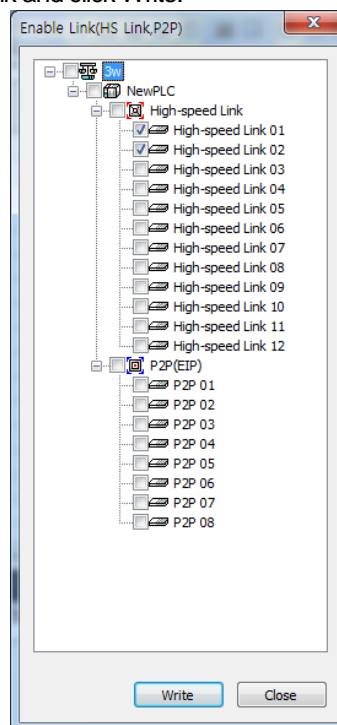 k and click Write.
Enable Link(HS Link,P2P)
3w
NewPLC
High-speed Link
High-speed Link 01
High-speed Link 02
High-speed Link 03
High-speed Link 04
High-speed Link 05
High-speed Link 06
High-speed Link 07
High-speed Link 08
High-speed Link 09
High-speed Link 10
High-speed Link 11
High-speed Link 12
P2P(EIP)
P2P 01
P2P 02
P2P 03
P2P 04
P2P 05
P2P 06
P2P 07
P2P 08
Write Close